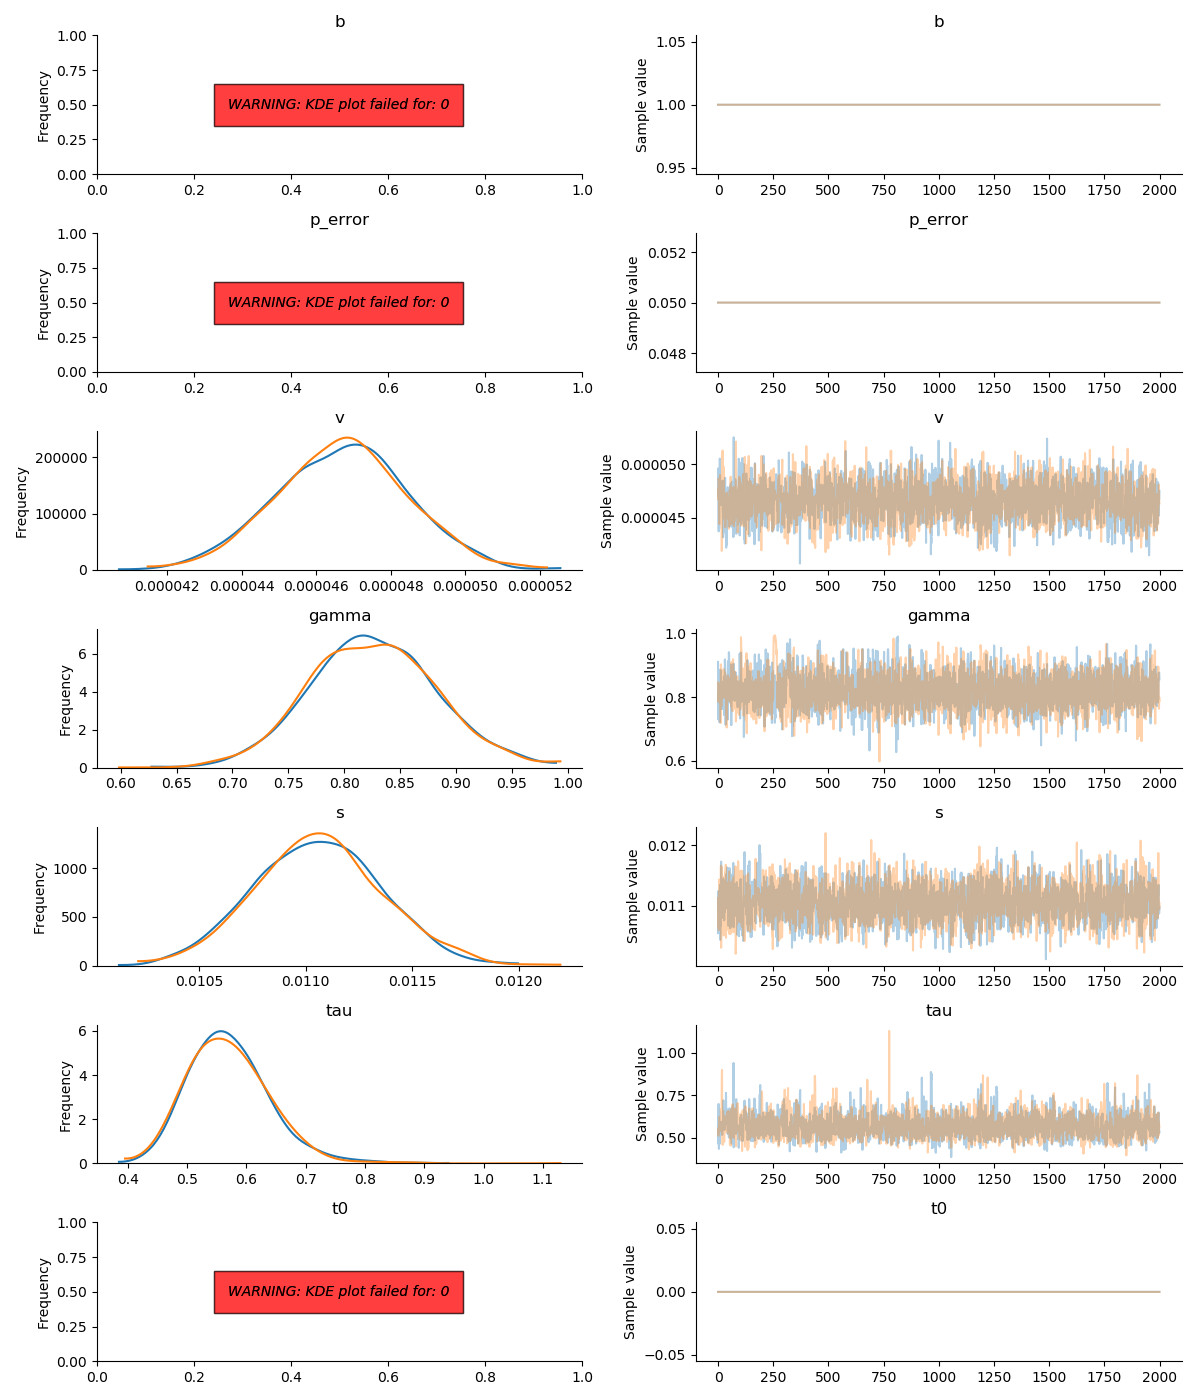 b
b
1.00
0.75
0.50
0.25
0.00
Frequency
WARNING: KDE plot failed for: 0
0.0 0.2 0.4 0.6 0.8 1.0
1.05
1.00
0.95
Sample value
0 250 500 750 1000 1250 1500 1750 2000
p_error
p_error
1.00
0.75
0.50
0.25
0.00
Frequency
WARNING: KDE plot failed for: 0
0.0 0.2 0.4 0.6 0.8 1.0
0.052
0.050
0.048
Sample value
0 250 500 750 1000 1250 1500 1750 2000
v
v
200000
100000
0
Frequency
0.000042 0.000044 0.000046 0.000048 0.000050 0.000052
0.000050
0.000045
Sample value
0 250 500 750 1000 1250 1500 1750 2000
gamma
gamma
6
4
2
0
Frequency
0.60 0.65 0.70 0.75 0.80 0.85 0.90 0.95 1.00
1.0
0.8
0.6
Sample value
0 250 500 750 1000 1250 1500 1750 2000
s
s
1000
500
0
Frequency
0.0105 0.0110 0.0115 0.0120
0.012
0.011
Sample value
0 250 500 750 1000 1250 1500 1750 2000
tau
tau
6
4
2
0
Frequency
0.4 0.5 0.6 0.7 0.8 0.9 1.0 1.1
1.00
0.75
0.50
Sample value
0 250 500 750 1000 1250 1500 1750 2000
t0
t0
1.00
0.75
0.50
0.25
0.00
Frequency
WARNING: KDE plot failed for: 0
0.0 0.2 0.4 0.6 0.8 1.0
0.05
0.00
−0.05
Sample value
0 250 500 750 1000 1250 1500 1750 2000